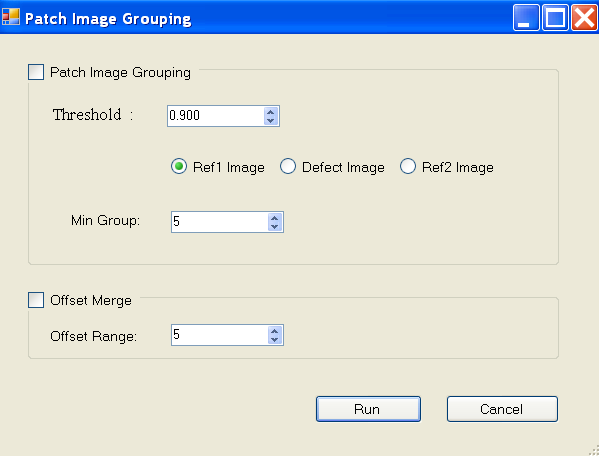 Patch Image Grouping
Patch Image Grouping
Threshold : 0.900
Ref1 Image Defect Image Ref2 Image
Min Group: 5
Offset Merge
Offset Range: 5
Run Cancel